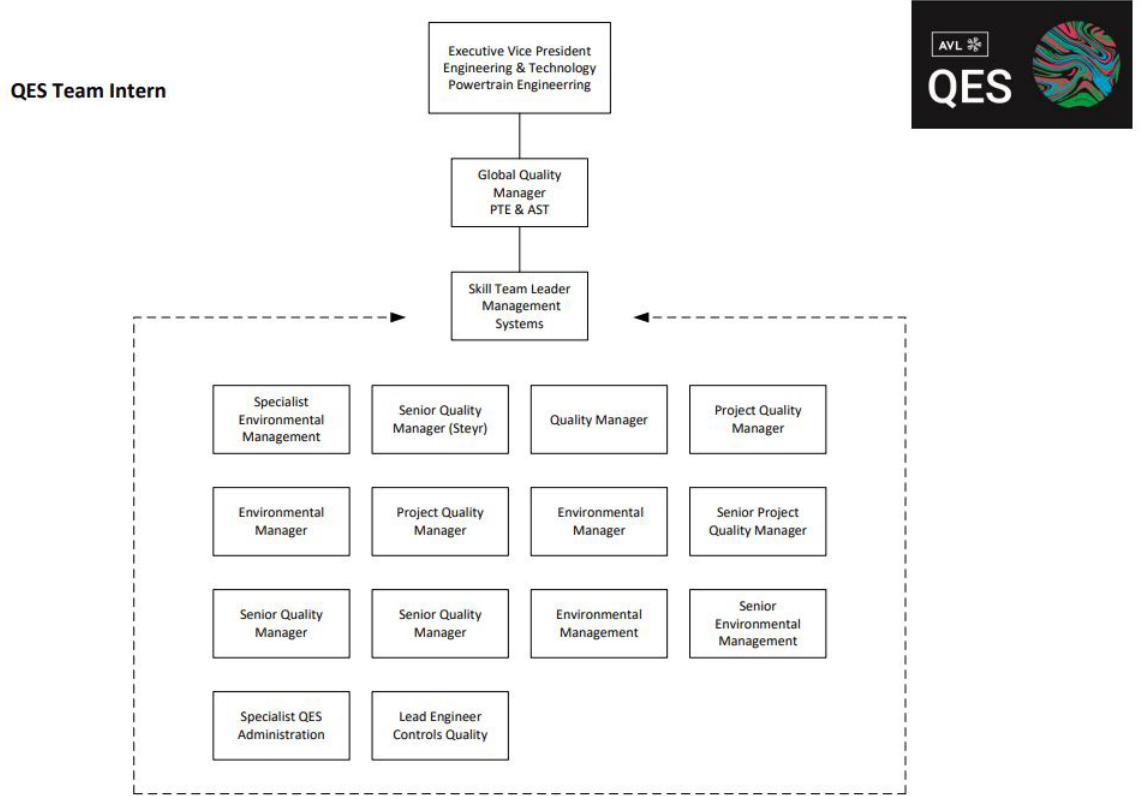 Executive Vice President
Engineering & Technology
Powertrain Engineerring
AVL
QES
QES Team Intern
Global Quality
Manager
PTE & AST
Skill Team Leader
Management
Systems
Specialist
Environmental
Management
Senior Quality
Manager (Steyr)
Quality Manager
Project Quality
Manager
Environmental
Manager
Project Quality
Manager
Environmental
Manager
Senior Project
Quality Manager
Senior Quality
Manager
Senior Quality
Manager
Environmental
Management
Senior
Environmental
Management
Specialist QES
Administration
Lead Engineer
Controls Quality